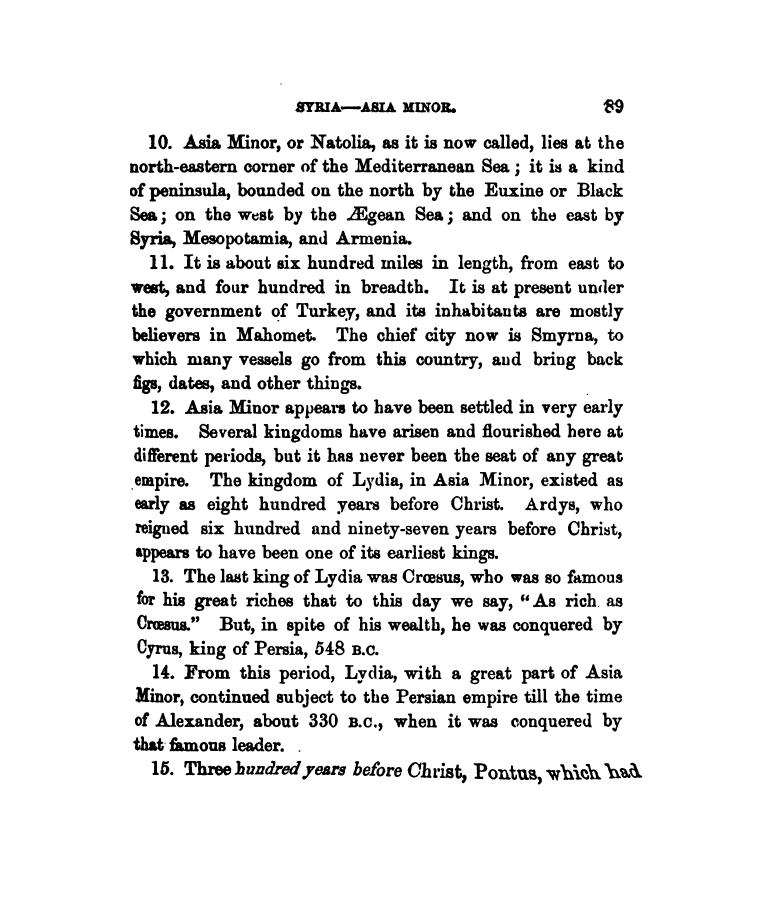 SYRIA—ASIA MINOR. 89
10. Asia Minor, or Natolia, as it is now called, lies at the
north-eastern corner of the Mediterranean Sea; it is a kind
of peninsula, bounded on the north by the Euxine or Black
Sea; on the west by the Ægean Sea; and on the east by
Syria, Mesopotamia, and Armenia.
11. It is about six hundred miles in length, from east to
west, and four hundred in breadth. It is at present under
the government of Turkey, and its inhabitants are mostly
believers in Mahomet. The chief city now is Smyrna, to
which many vessels go from this country, and bring back
figs, dates, and other things.
12. Asia Minor appears to have been settled in very early
times. Several kingdoms have arisen and flourished here at
different periods, but it has never been the seat of any great
empire. The kingdom of Lydia, in Asia Minor, existed as
early as eight hundred years before Christ. Ardys, who
reigned six hundred and ninety-seven years before Christ,
appears to have been one of its earliest kings.
13. The last king of Lydia was Crœsus, who was so famous
for his great riches that to this day we say, "As rich as
Crœsus." But, in spite of his wealth, he was conquered by
Cyrus, king of Persia, 548 B.C.
14. From this period, Lydia, with a great part of Asia
Minor, continued subject to the Persian empire till the time
of Alexander, about 330 B.C., when it was conquered by
that famous leader.
15. Three hundred years before Christ, Pontus, which had